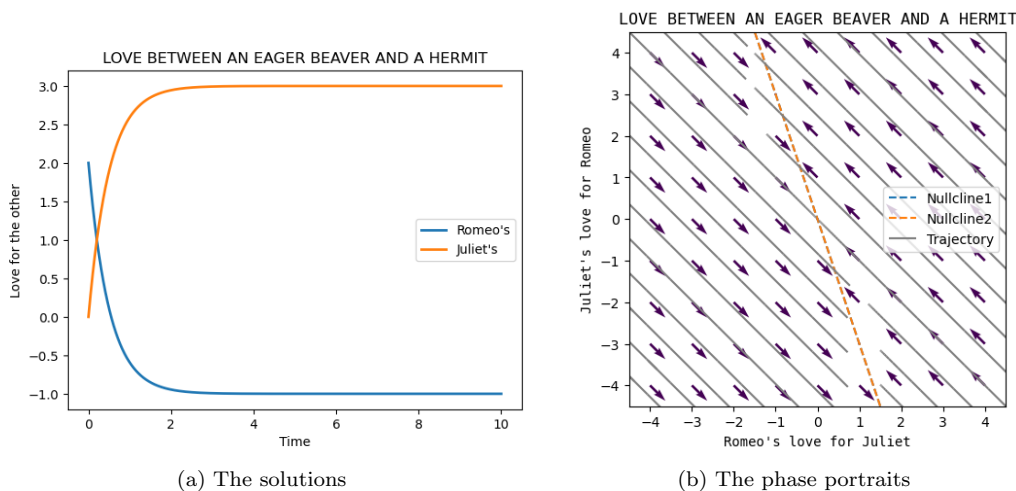 LOVE BETWEEN AN EAGER BEAVER AND A HERMIT
3.0
2.5
2.0
1.5
1.0
0.5
0.0
−0.5
−1.0
Love for the other
Romeo's
Juliet's
0 2 4 6 8 10
Time
(a) The solutions
LOVE BETWEEN AN EAGER BEAVER AND A HERMIT
4
3
2
1
0
−1
−2
−3
−4
Juliet's love for Romeo
Nullcline1
Nullcline2
Trajectory
−4 −3 −2 −1 0 1 2 3 4
Romeo's love for Juliet
(b) The phase portraits